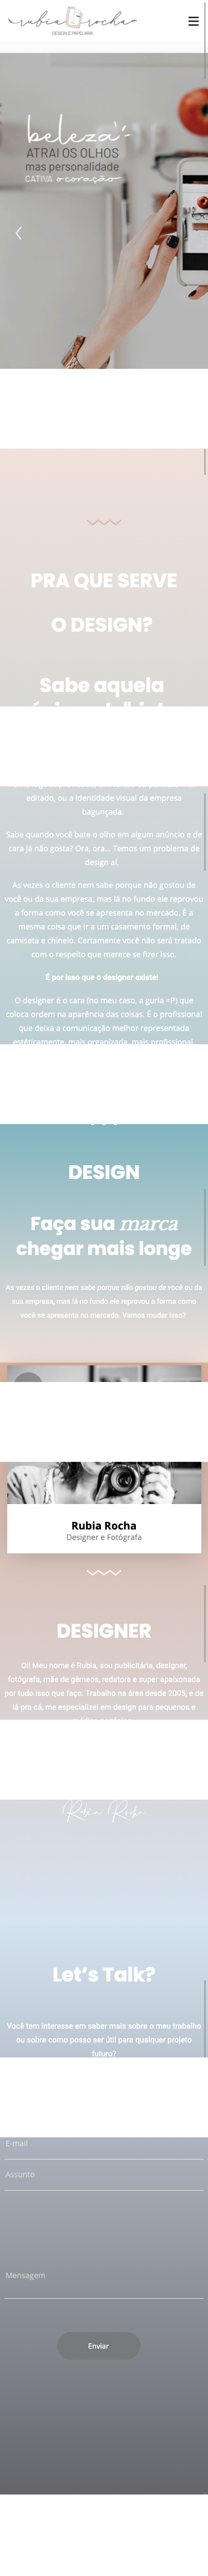 rubia rocha
DESIGN E PAPELARIA
beleza
ATRAI OS OLHOS
mas personalidade
CATIVA o coração
PRA QUE SERVE
O DESIGN?
Sabe aquela
editado, ou a identidade visual da empresa
bagunçada.
Sabe quando você bate o olho em algum anúncio e de
cara já não gosta? Ora, ora... Temos um problema de
design aí.
As vezes o cliente nem sabe porque não gostou de
você ou da sua empresa, mas lá no fundo ele reprovou
a forma como você se apresenta no mercado. É a
mesma coisa que ir a um casamento formal, de
camiseta e chinelo. Certamente você não será tratado
com o respeito que merece se fizer isso.
É por isso que o designer existe!
O designer é o cara (no meu caso, a guria =P) que
coloca ordem na aparência das coisas. É o profissional
que deixa a comunicação melhor representada
estéticamente, mais organizada, mais profissional
DESIGN
Faça sua marca
chegar mais longe
As vezes o cliente nem sabe porque não gostou de você ou da
sua empresa, mas lá no fundo ele reprovou a forma como
você se apresenta no mercado. Vamos mudar isso?
Rubia Rocha
Designer e Fotógrafa
DESIGNER
Oi! Meu nome é Rubia, sou publicitária, designer,
fotógrafa, mãe de gêmeos, redatora e super apaixonada
por tudo isso que faço. Trabalho na área desde 2005, e de
lá pra cá, me especializei em design para pequenos e
Rubia Rocha
Let's Talk?
Você tem interesse em saber mais sobre o meu trabalho
ou sobre como posso ser útil para qualquer projeto
futuro?
E-mail
Assunto
Mensagem
Enviar